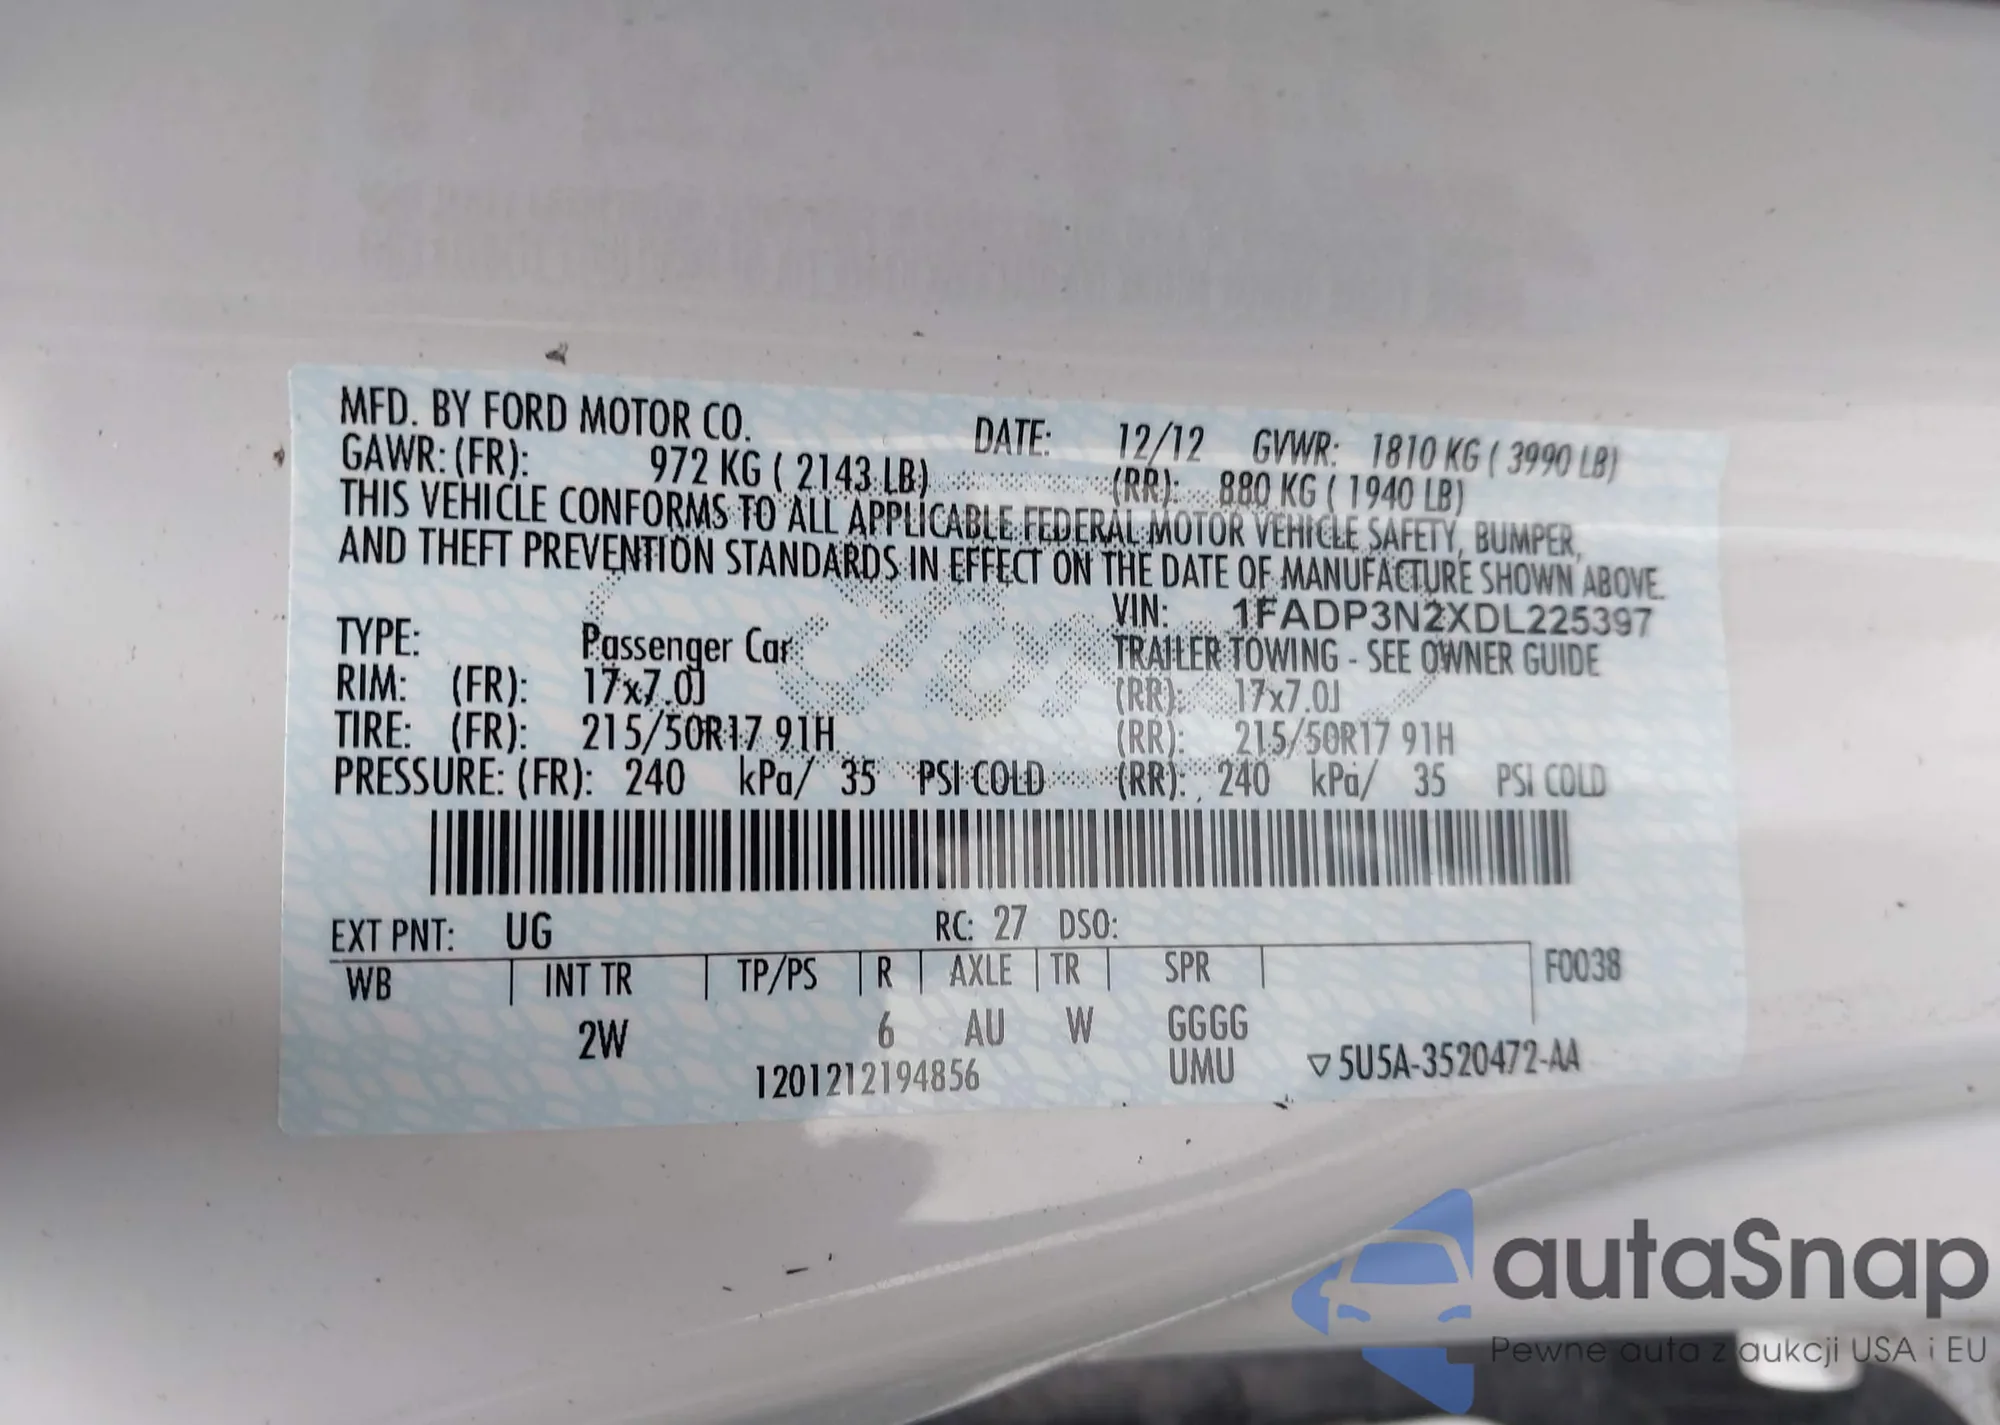 MFD. BY FORD MOTOR CO. DATE: 12/12 GVWR: 1810 KG ( 3990 LB)
GAWR: (FR): 972 KG ( 2143 LB) (RR): 880 KG ( 1940 LB)
THIS VEHICLE CONFORMS TO ALL APPLICABLE FEDERAL MOTOR VEHICLE SAFETY, BUMPER,
AND THEFT PREVENTION STANDARDS IN EFFECT ON THE DATE OF MANUFACTURE SHOWN ABOVE.
VIN: 1FADP3N2XDL225397
TYPE: Passenger Car TRAILER TOWING - SEE OWNER GUIDE
RIM: (FR): 17x7.0J (RR): 17x7.0J
TIRE: (FR): 215/50R17 91H (RR): 215/50R17 91H
PRESSURE: (FR): 240 kPa/ 35 PSI COLD (RR): 240 kPa/ 35 PSI COLD
EXT PNT: UG RC: 27 DSO:
WB INT TR TP/PS R AXLE TR SPR F0038
2W 6 AU W GGGG
1201212194856 UMU ▽5U5A-3520472-AA
autaSnap
Pewne auta z aukcji USA i EU